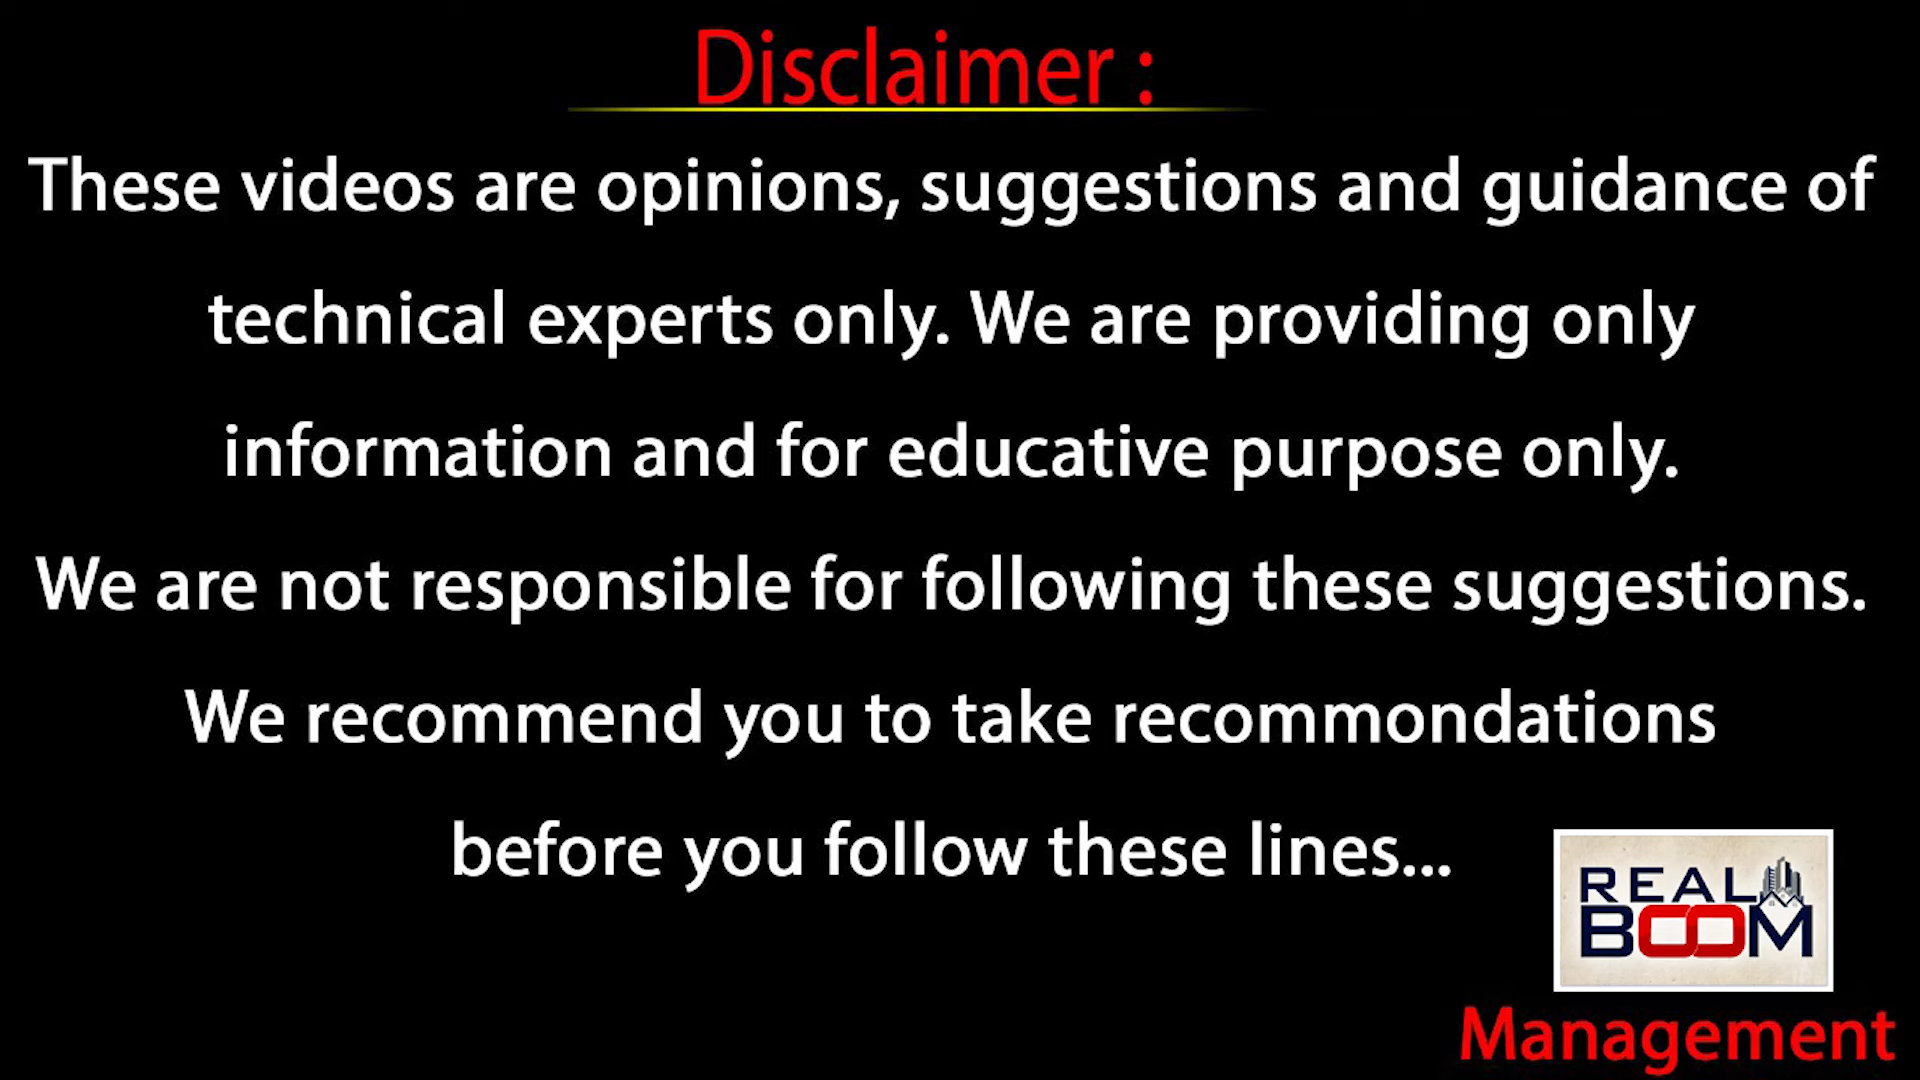 Disclaimer :
These videos are opinions, suggestions and guidance of
technical experts only. We are providing only
information and for educative purpose only.
We are not responsible for following these suggestions.
We recommend you to take recommondations
before you follow these lines...
REAL
BOOM
Management